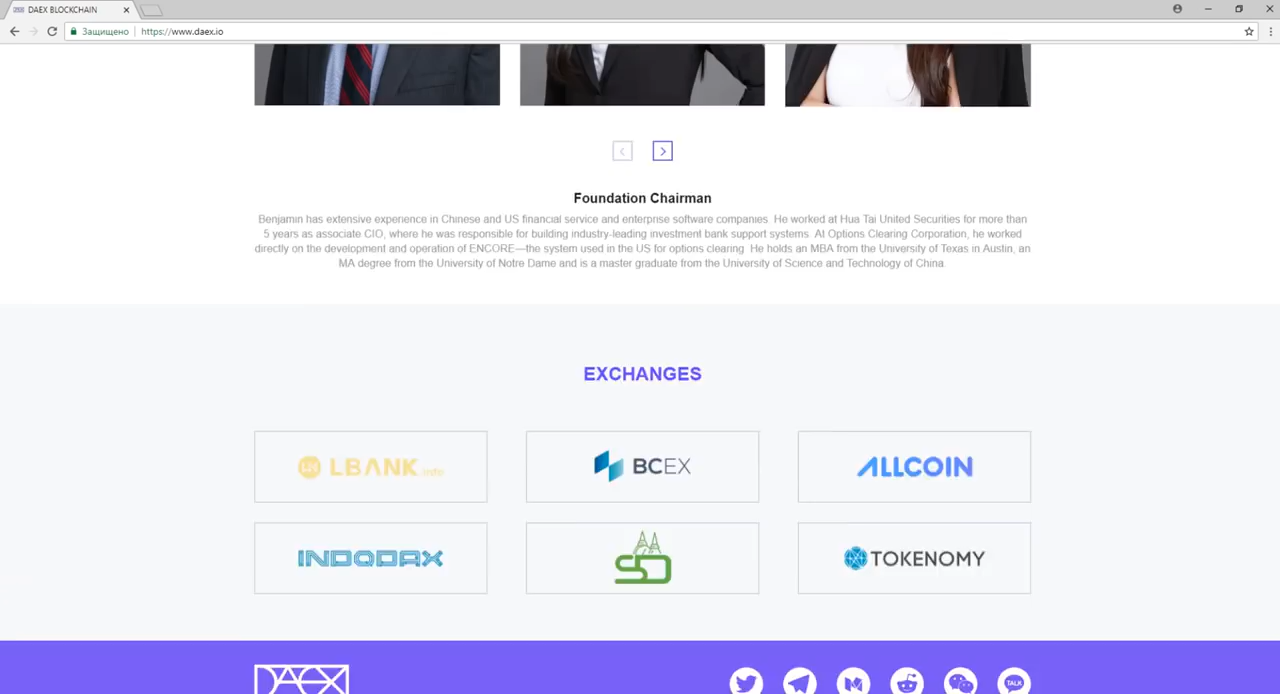 DAEX BLOCKCHAIN
Защищено
https://www.daex.io
Foundation Chairman
Benjamin has extensive experience in Chinese and US financial service and enterprise software companies. He worked at Hua Tai United Securities for more than
5 years as associate CIO, where he was responsible for building industry-leading investment bank support systems. At Options Clearing Corporation, he worked
directly on the development and operation of ENCORE—the system used in the US for options clearing. He holds an MBA from the University of Texas in Austin, an
MA degree from the University of Notre Dame and is a master graduate from the University of Science and Technology of China.
EXCHANGES
LBANK.info
BCEX
ALLCOIN
INDODAX
SD
TOKENOMY
DAEX
TALK